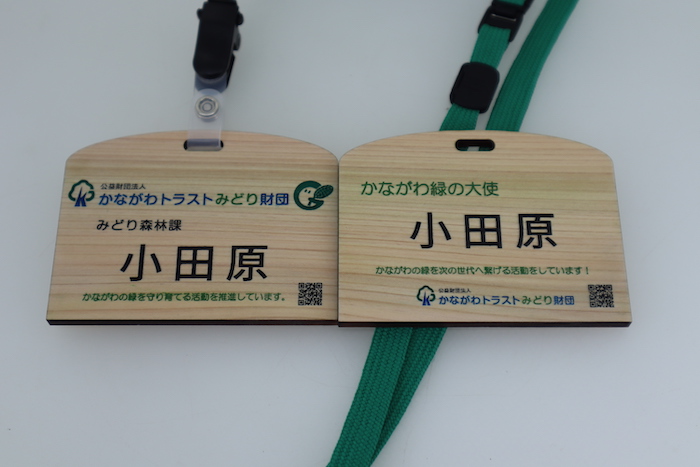 公益財団法人
かながわトラストみどり財団
みどり森林課
小田原
かながわの緑を守り育てる活動を推進しています。
かながわ緑の大使
小田原
かながわの緑を次の世代へ繋げる活動をしています!
公益財団法人
かながわトラストみどり財団